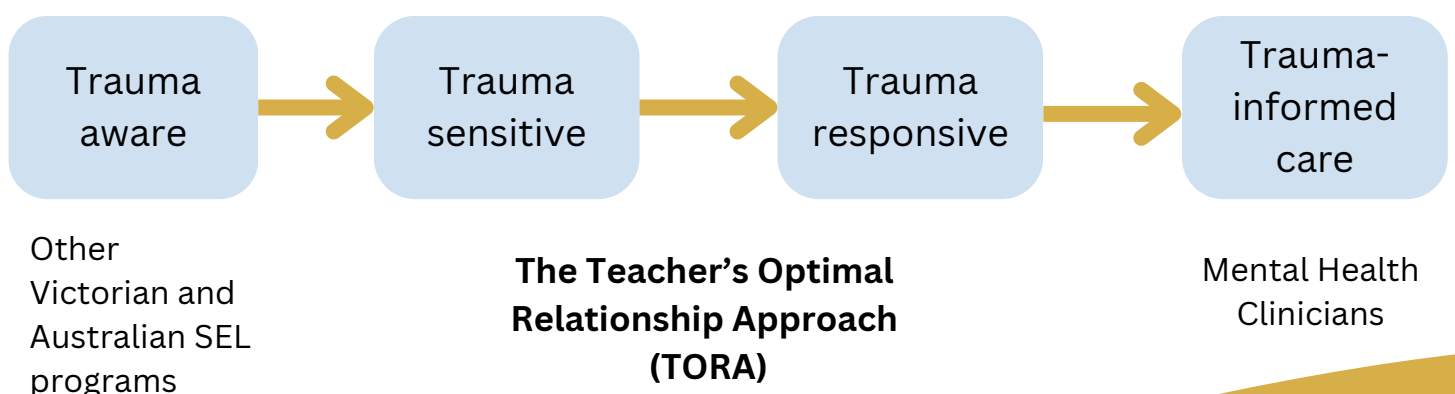 Trauma
aware
Trauma
sensitive
Trauma
responsive
Trauma-
informed
care
Other
Victorian and
Australian SEL
programs
The Teacher’s Optimal
Relationship Approach
(TORA)
Mental Health
Clinicians